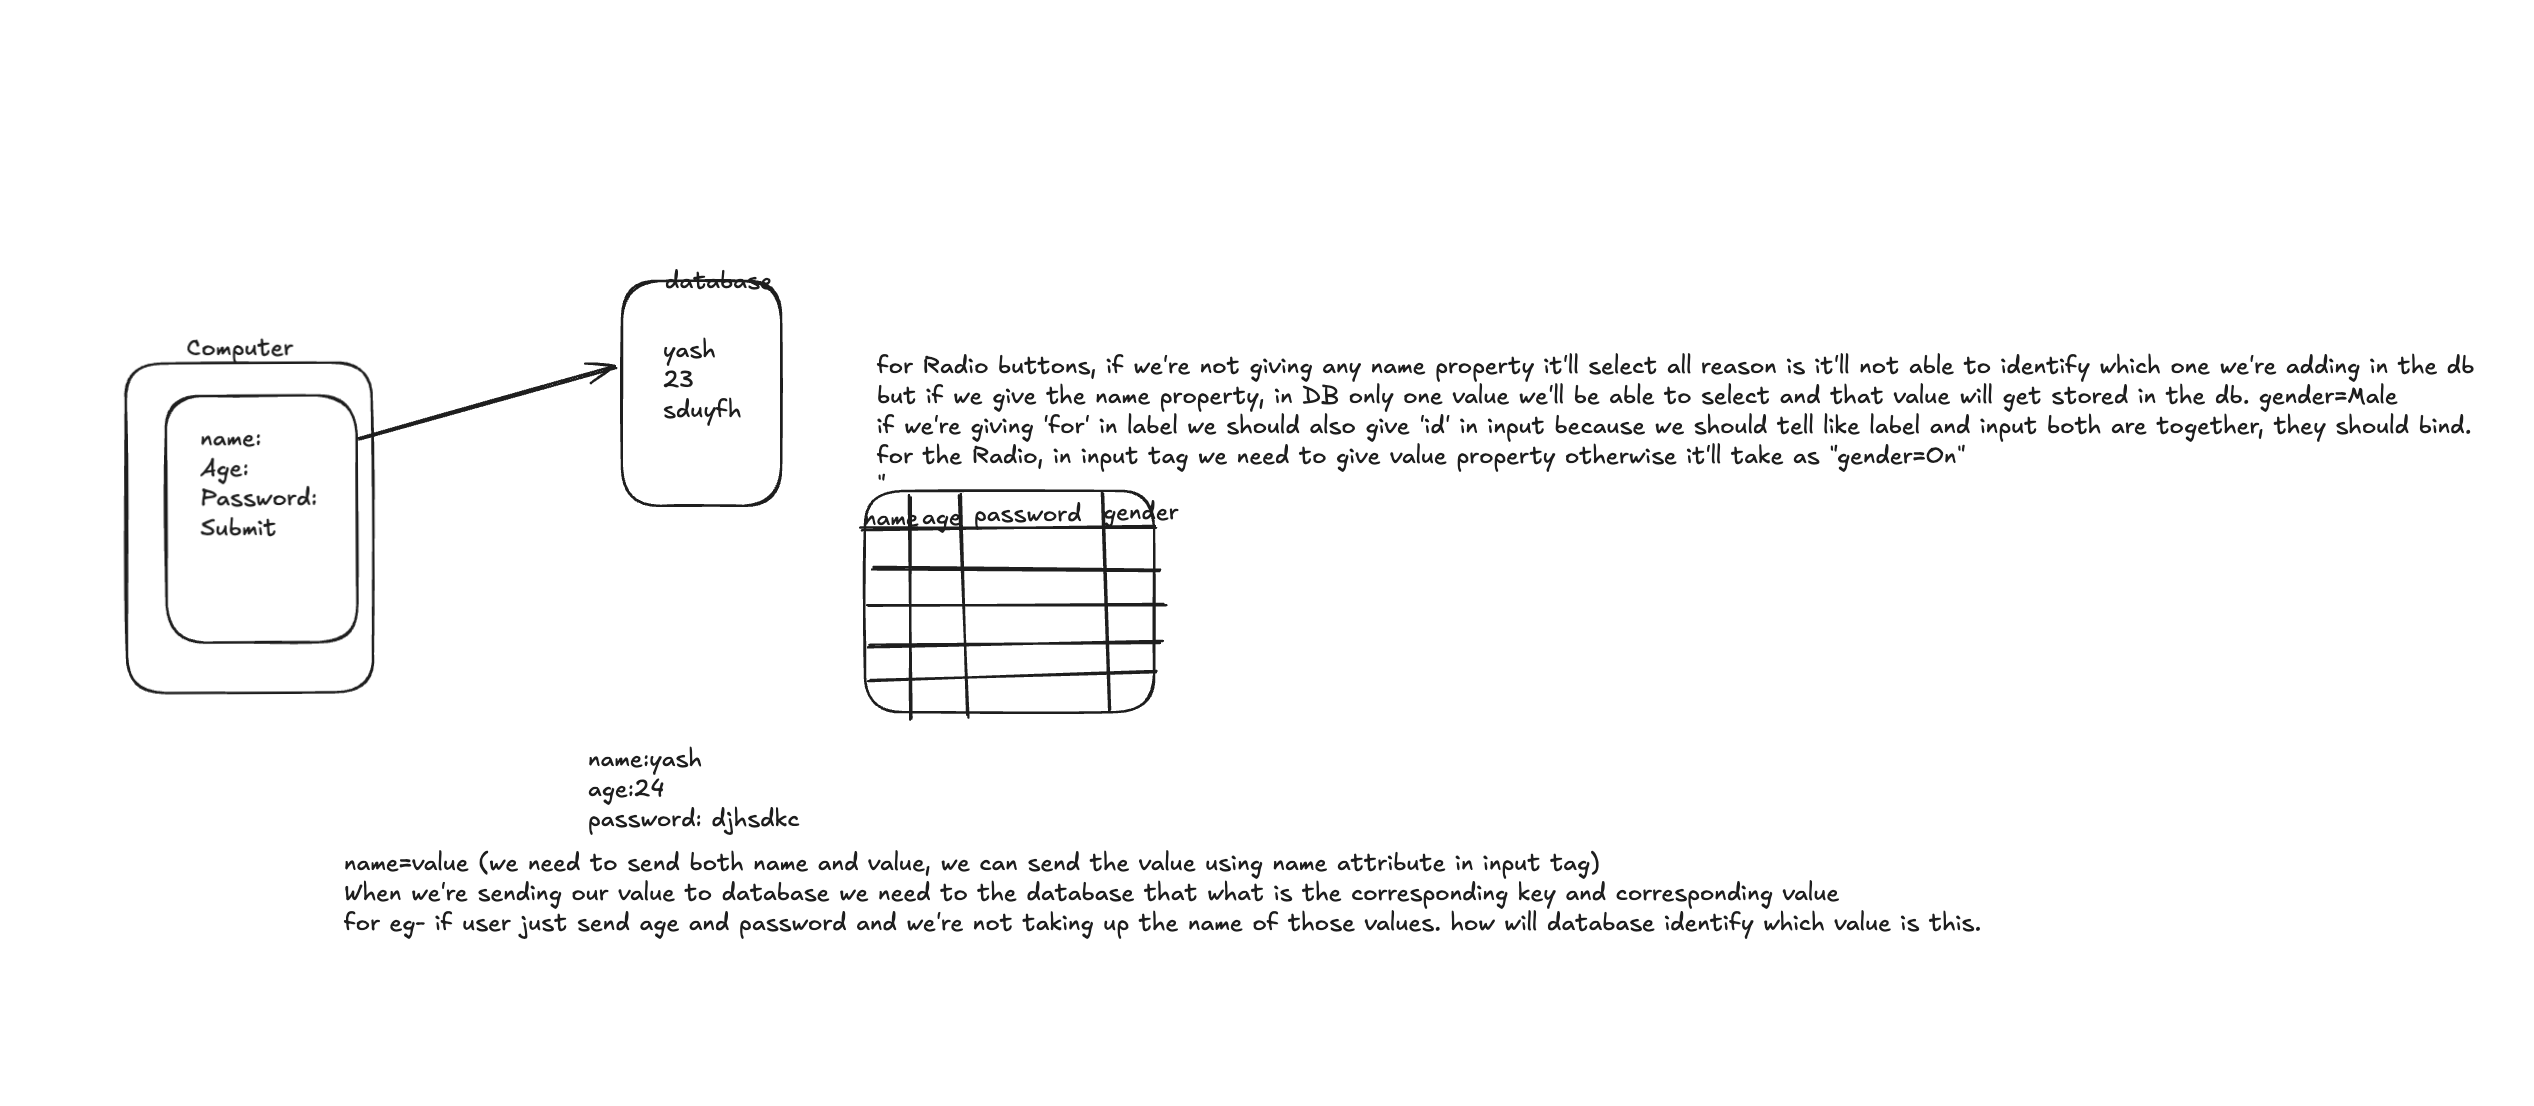 database
Computer
yash
23
sduyfh
name:
Age:
Password:
Submit
for Radio buttons, if we're not giving any name property it'll select all reason is it'll not able to identify which one we're adding in the db
but if we give the name property, in DB only one value we'll be able to select and that value will get stored in the db. gender=Male
if we're giving 'for' in label we should also give 'id' in input because we should tell like label and input both are together, they should bind.
for the Radio, in input tag we need to give value property otherwise it'll take as "gender=On"
"
name age password gender
name:yash
age:24
password: djhsdkc
name=value (we need to send both name and value, we can send the value using name attribute in input tag)
When we're sending our value to database we need to the database that what is the corresponding key and corresponding value
for eg- if user just send age and password and we're not taking up the name of those values. how will database identify which value is this.